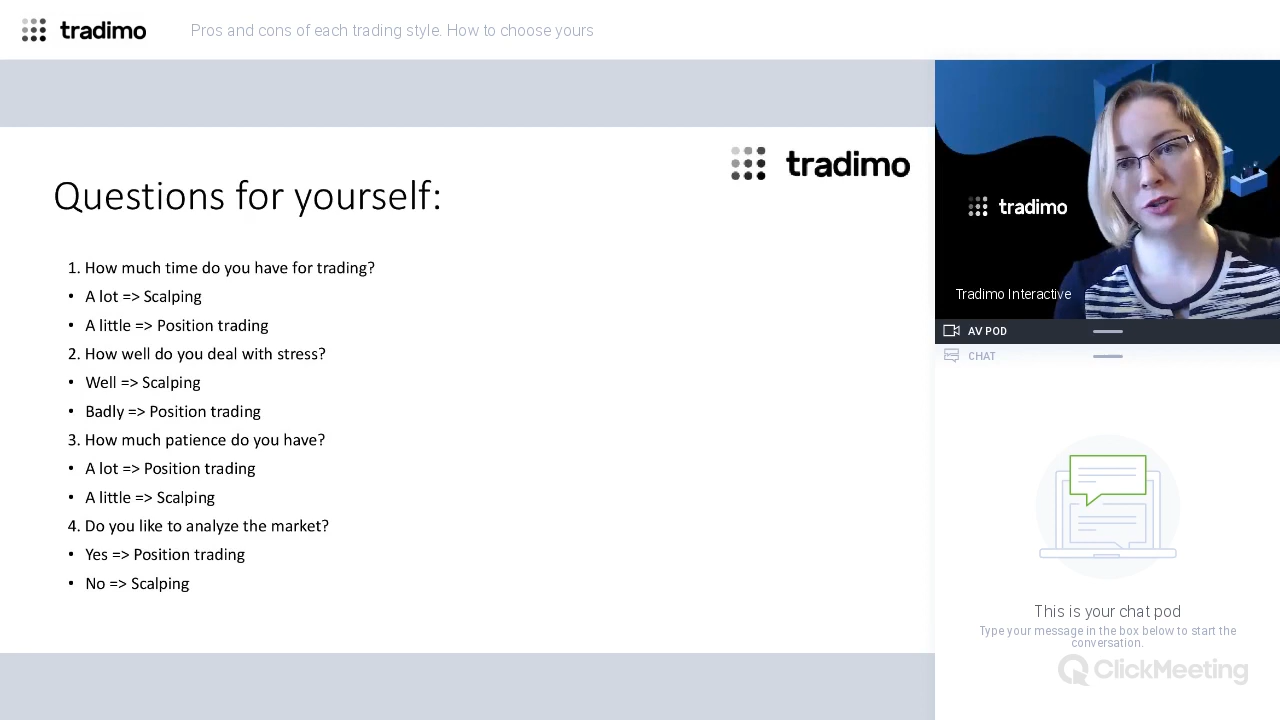 tradimo
Pros and cons of each trading style. How to choose yours
tradimo
Questions for yourself:
1. How much time do you have for trading?
• A lot => Scalping
• A little => Position trading
2. How well do you deal with stress?
• Well => Scalping
• Badly => Position trading
3. How much patience do you have?
• A lot => Position trading
• A little => Scalping
4. Do you like to analyze the market?
• Yes => Position trading
• No => Scalping
tradimo
Tradimo Interactive
AV POD
CHAT
This is your chat pod
Type your message in the box below to start the
conversation.
ClickMeeting